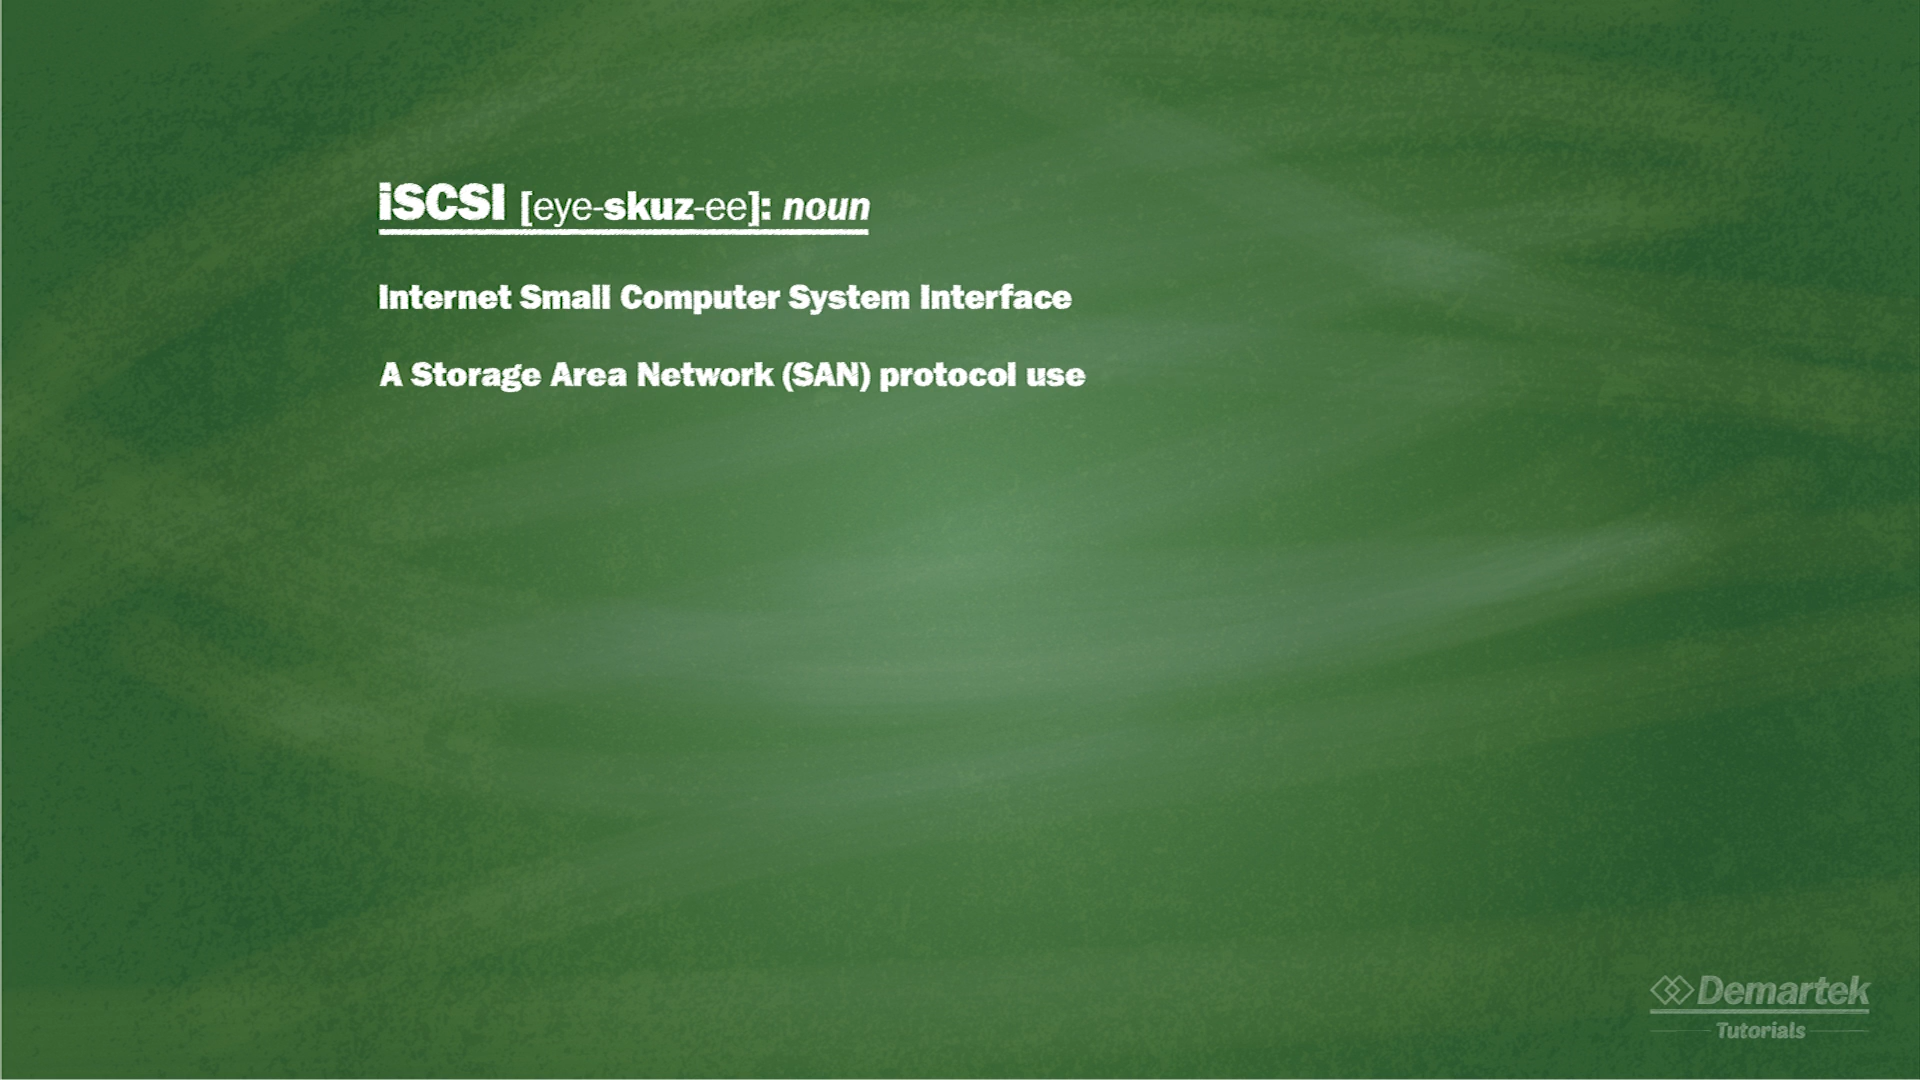 iSCSI [eye-skuz-ee]: noun
Internet Small Computer System Interface
A Storage Area Network (SAN) protocol use
Demartek
Tutorials